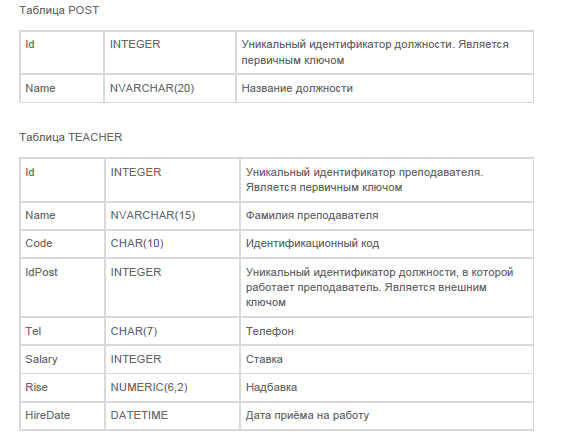 Таблица POST
Id INTEGER Уникальный идентификатор должности. Является
первичным ключом
Name NVARCHAR(20) Название должности
Таблица TEACHER
Id INTEGER Уникальный идентификатор преподавателя.
Является первичным ключом
Name NVARCHAR(15) Фамилия преподавателя
Code CHAR(10) Идентификационный код
IdPost INTEGER Уникальный идентификатор должности, в которой
работает преподаватель. Является внешним
ключом
Tel CHAR(7) Телефон
Salary INTEGER Ставка
Rise NUMERIC(6,2) Надбавка
HireDate DATETIME Дата приёма на работу